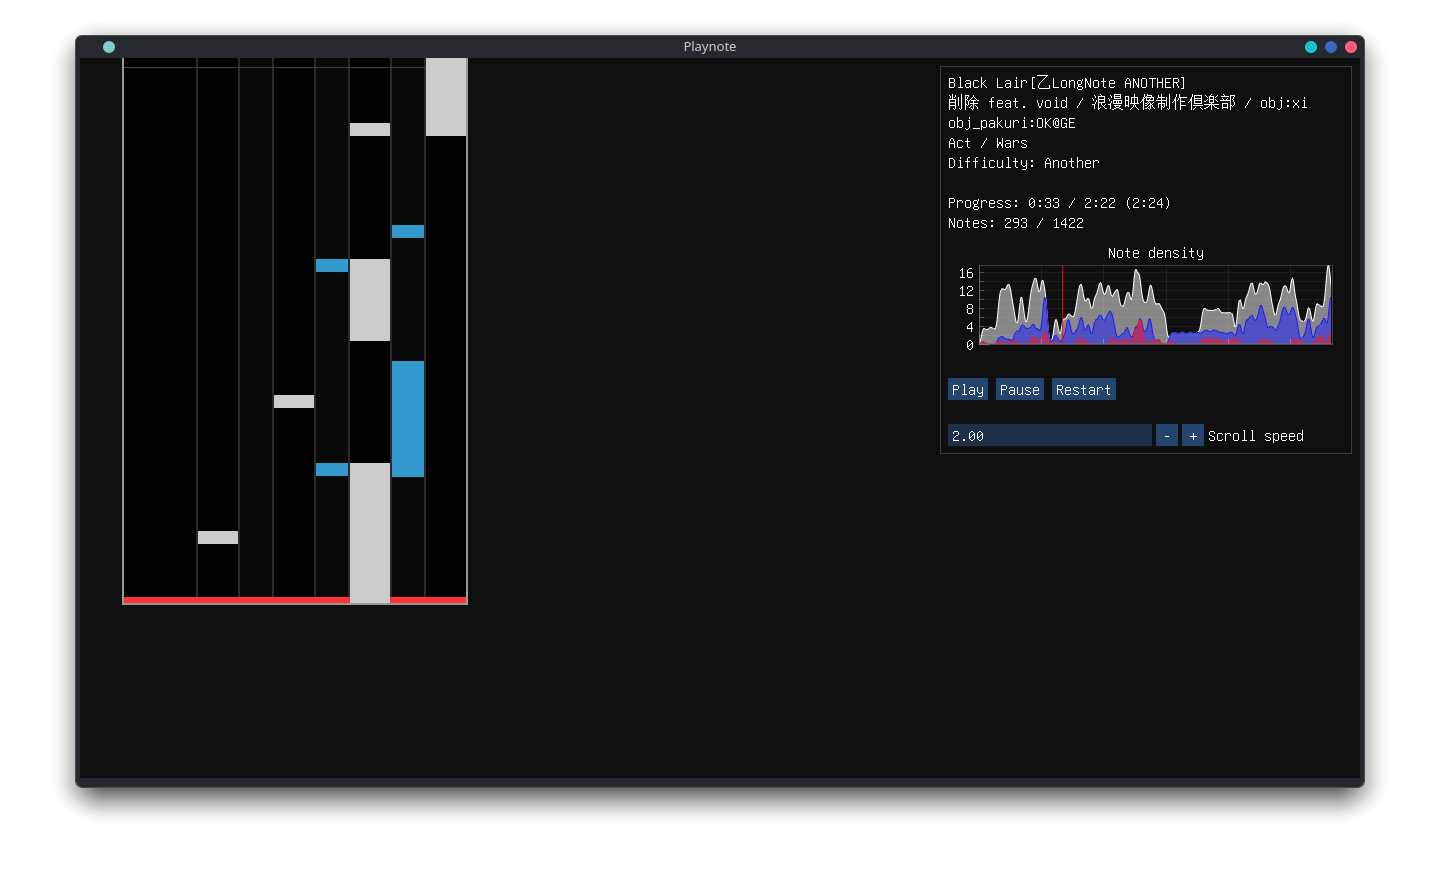 Playnote
Black Lair[乙LongNote ANOTHER]
削除 feat. void / 浪漫映像制作倶楽部 / obj:xi
obj_pakuri:OK@GE
Act / Wars
Difficulty: Another
Progress: 0:33 / 2:22 (2:24)
Notes: 293 / 1422
Note density
16
12
8
4
0
Play Pause Restart
2.00 - + Scroll speed